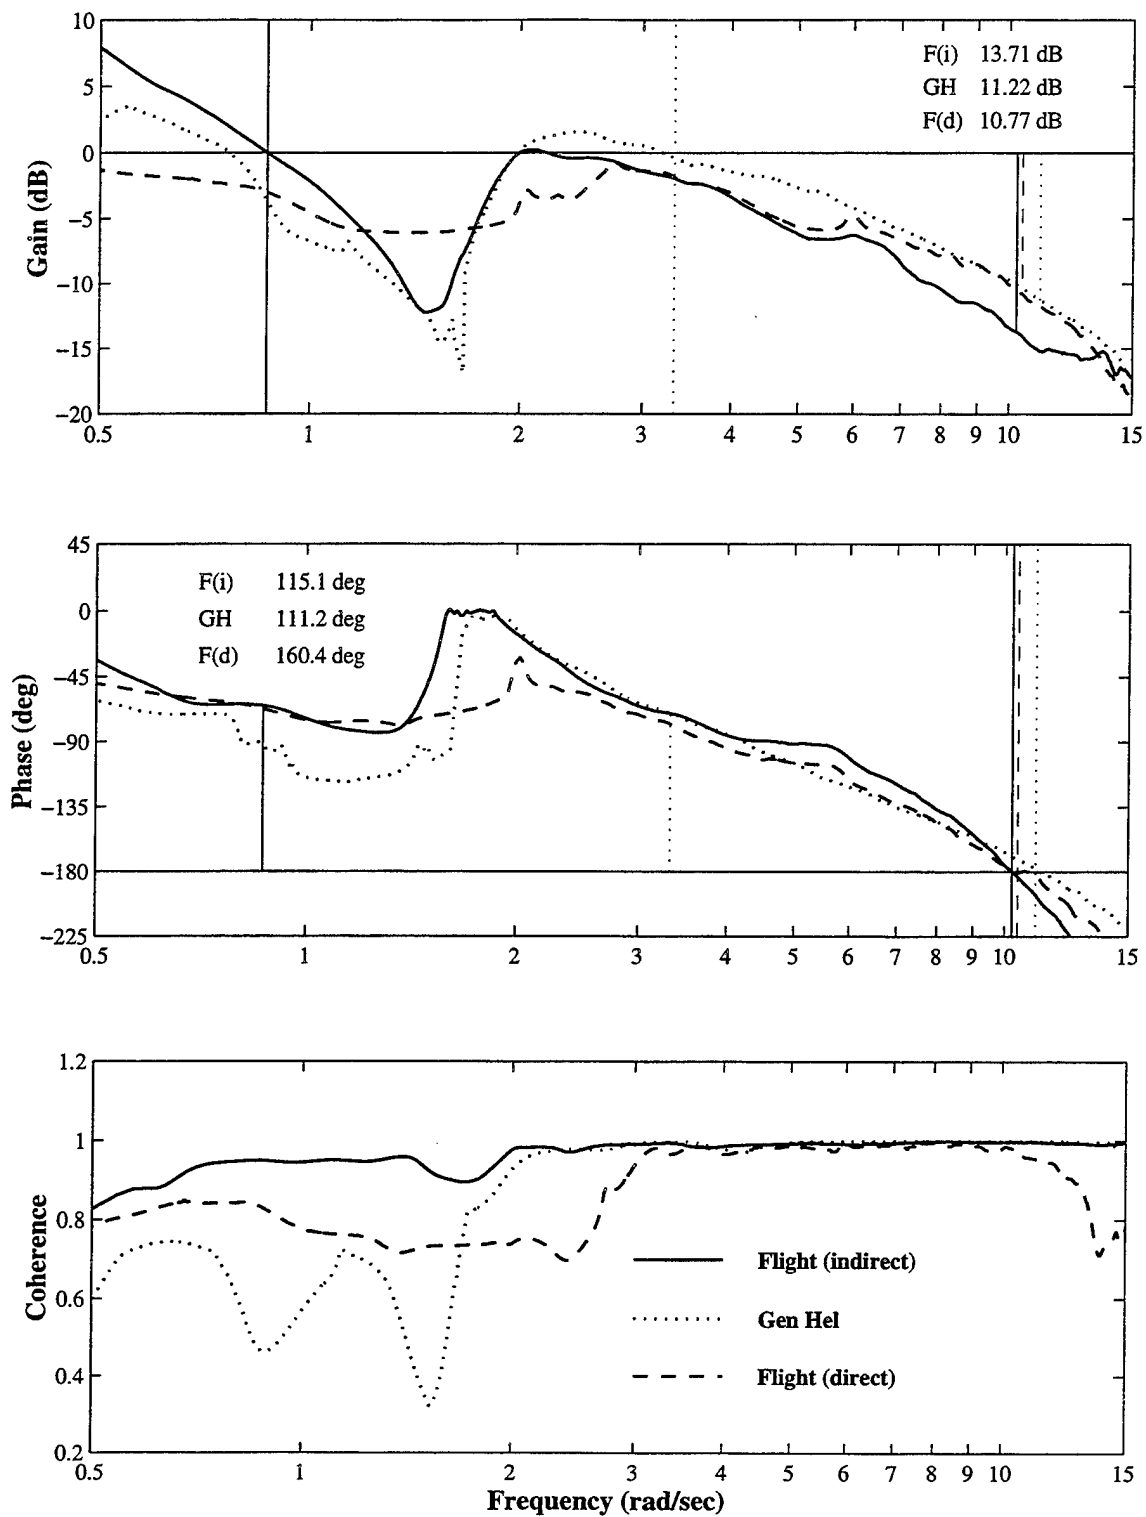 10
5
0
−5
−10
−15
−20
Gain (dB)
F(i) 13.71 dB
GH 11.22 dB
F(d) 10.77 dB
0.5 1 2 3 4 5 6 7 8 9 10 15
45
0
−45
−90
−135
−180
−225
Phase (deg)
F(i) 115.1 deg
GH 111.2 deg
F(d) 160.4 deg
0.5 1 2 3 4 5 6 7 8 9 10 15
1.2
1
0.8
0.6
0.4
0.2
Coherence
Flight (indirect)
Gen Hel
Flight (direct)
0.5 1 2 3 4 5 6 7 8 9 10 15
Frequency (rad/sec)